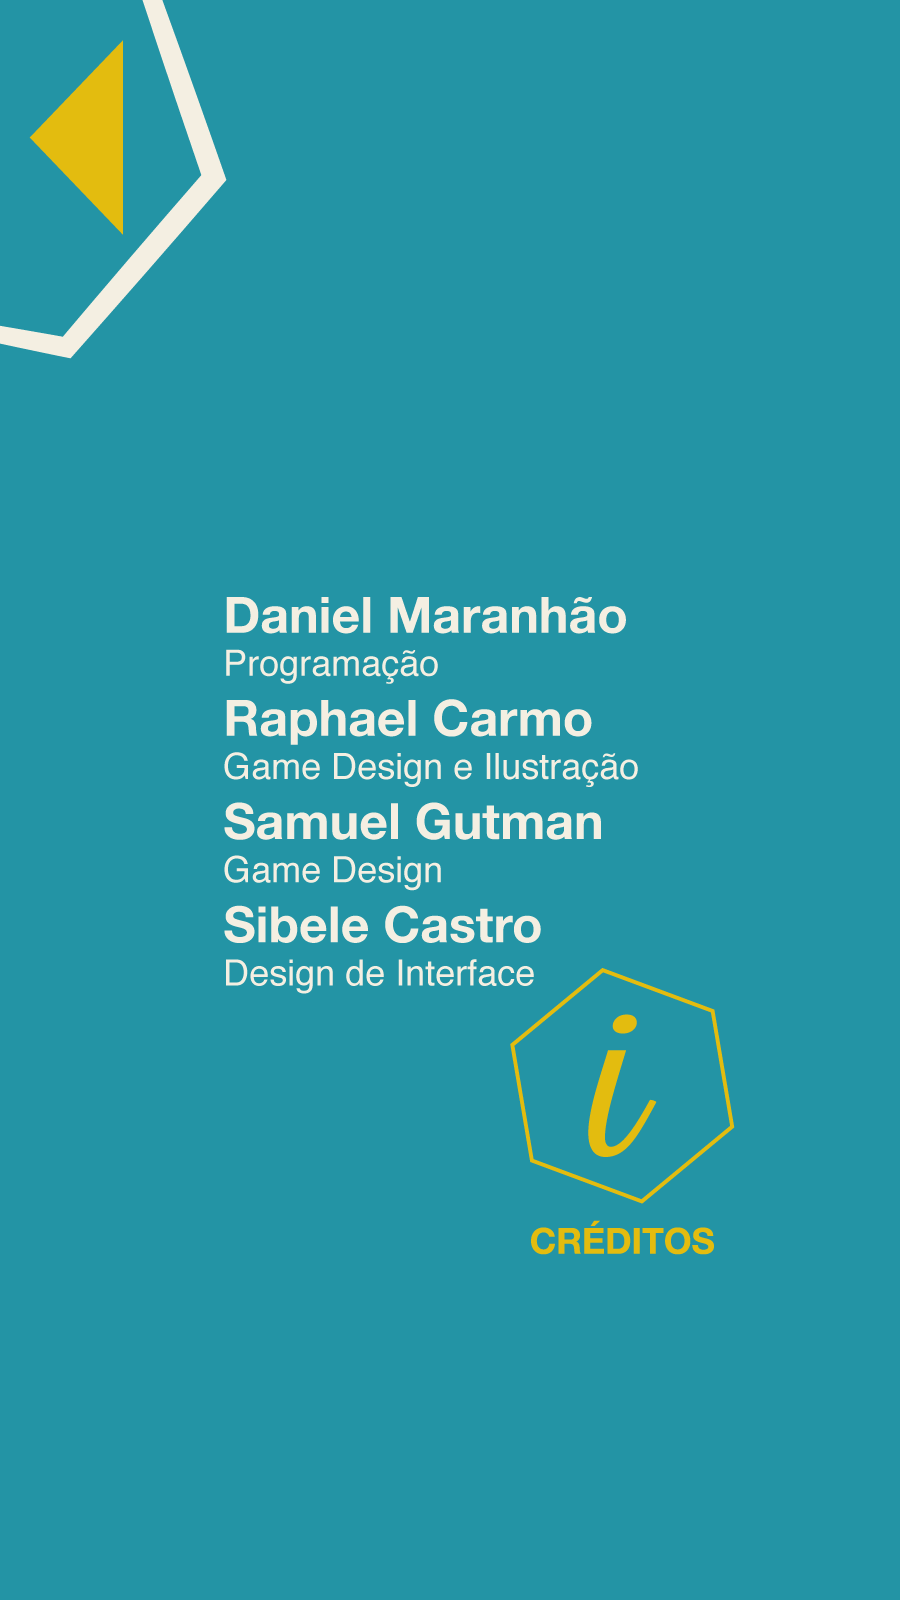 Daniel Maranhão
Programação
Raphael Carmo
Game Design e Ilustração
Samuel Gutman
Game Design
Sibele Castro
Design de Interface
i
CRÉDITOS